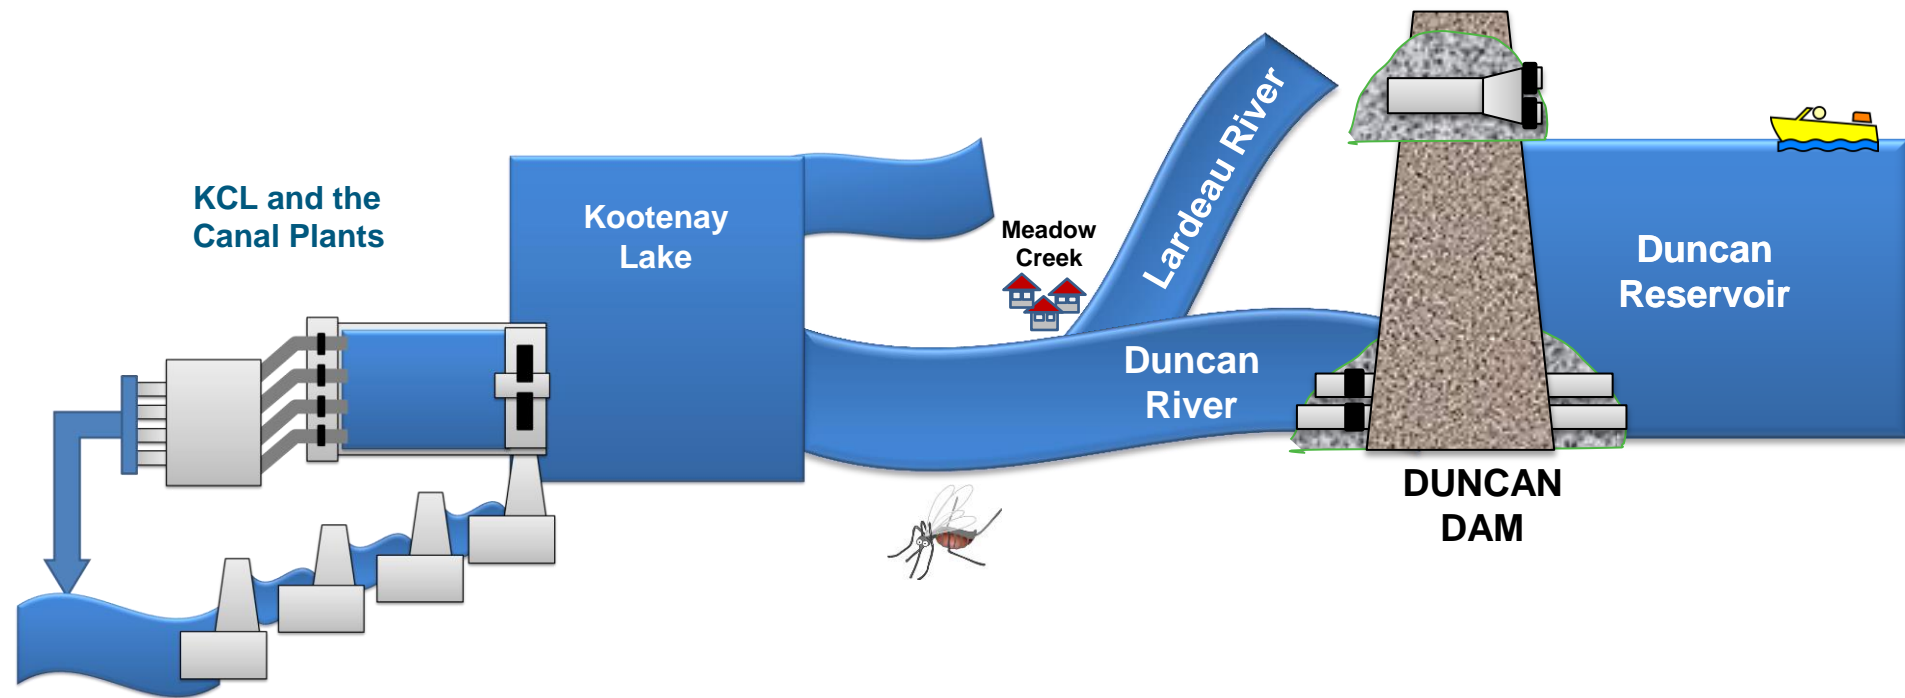 KCL and the
Canal Plants
Kootenay
Lake
Meadow
Creek
Lardeau River
Duncan
River
Duncan
Reservoir
DUNCAN
DAM